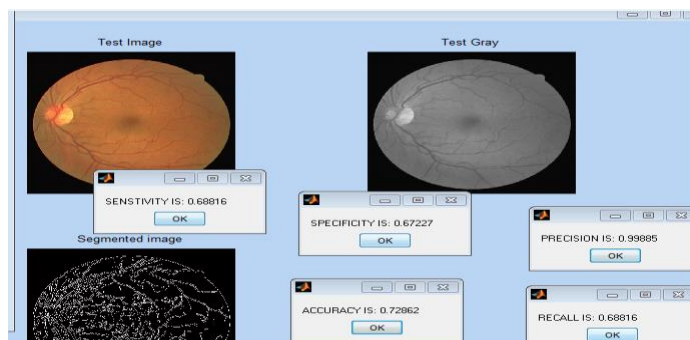 Test Image
Test Gray
SENSTIVITY IS: 0.68816
OK
SPECIFICITY IS: 0.67227
OK
PRECISION IS: 0.99885
OK
Segmented image
ACCURACY IS: 0.72862
OK
RECALL IS: 0.68816
OK